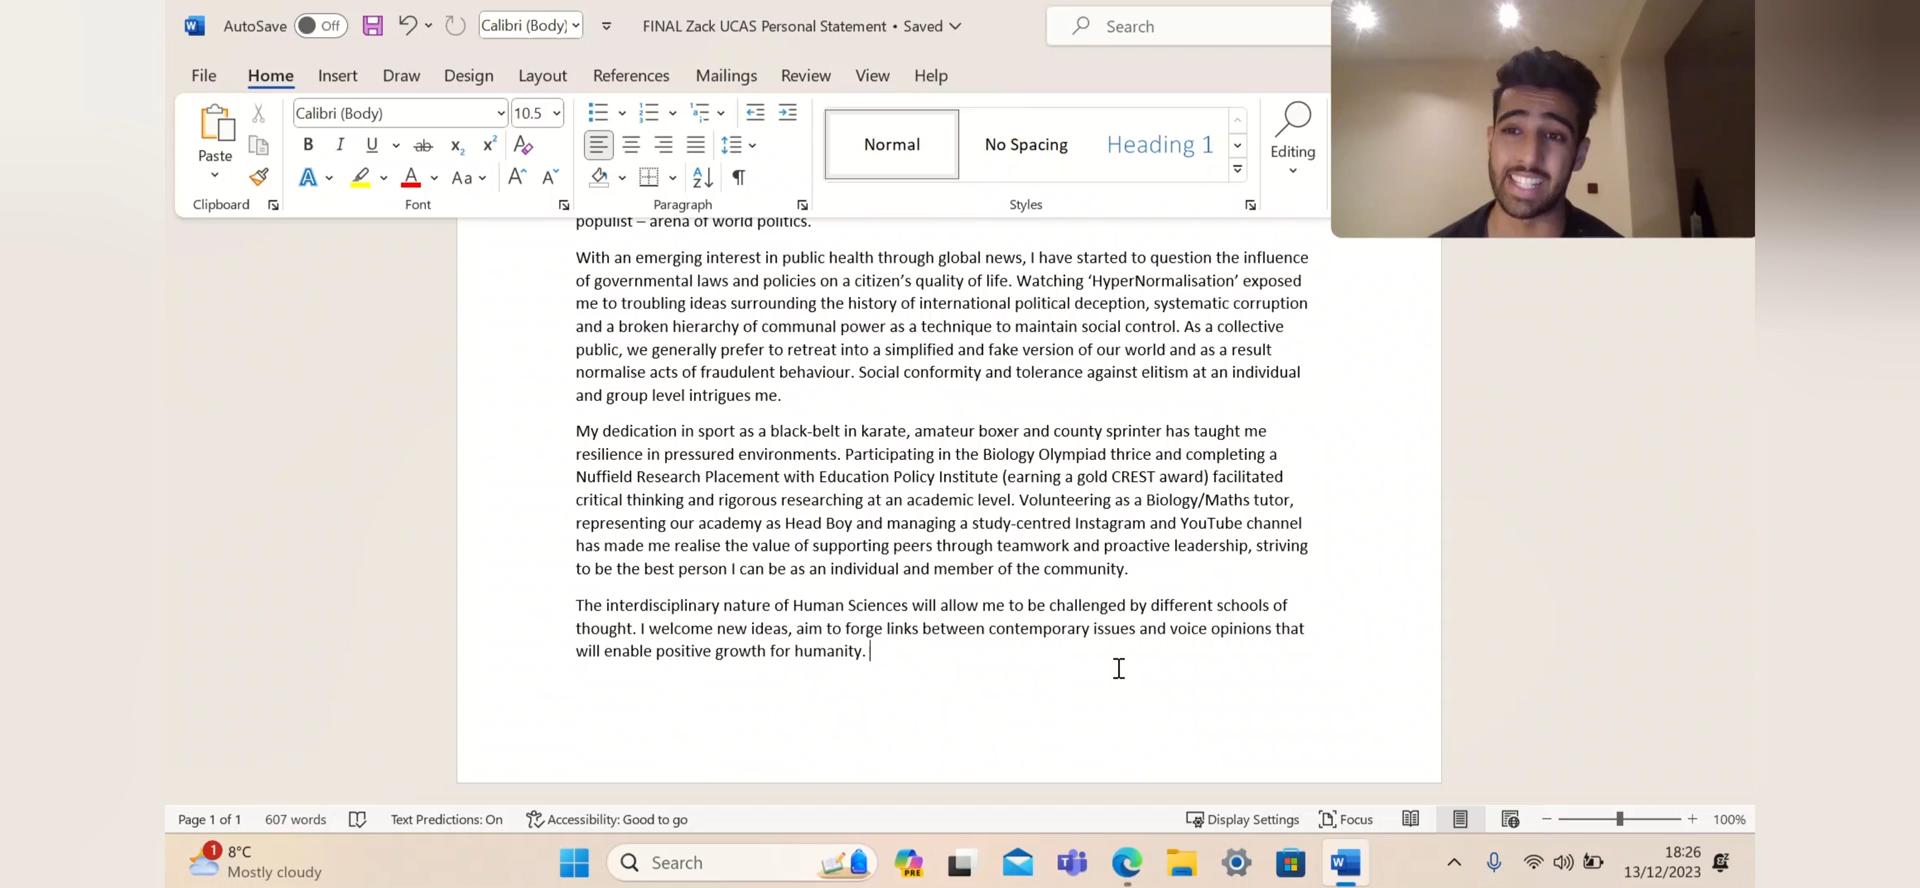 AutoSave Off Calibri (Body) FINAL Zack UCAS Personal Statement • Saved Search
File Home Insert Draw Design Layout References Mailings Review View Help
Calibri (Body) 10.5
Paste
B I U ab x₂ x² A
A A Aa A A A Z ¶
Normal No Spacing Heading 1 Editing
Clipboard Font Paragraph Styles
populist – arena of world politics.
With an emerging interest in public health through global news, I have started to question the influence
of governmental laws and policies on a citizen’s quality of life. Watching ‘HyperNormalisation’ exposed
me to troubling ideas surrounding the history of international political deception, systematic corruption
and a broken hierarchy of communal power as a technique to maintain social control. As a collective
public, we generally prefer to retreat into a simplified and fake version of our world and as a result
normalise acts of fraudulent behaviour. Social conformity and tolerance against elitism at an individual
and group level intrigues me.
My dedication in sport as a black-belt in karate, amateur boxer and county sprinter has taught me
resilience in pressured environments. Participating in the Biology Olympiad thrice and completing a
Nuffield Research Placement with Education Policy Institute (earning a gold CREST award) facilitated
critical thinking and rigorous researching at an academic level. Volunteering as a Biology/Maths tutor,
representing our academy as Head Boy and managing a study-centred Instagram and YouTube channel
has made me realise the value of supporting peers through teamwork and proactive leadership, striving
to be the best person I can be as an individual and member of the community.
The interdisciplinary nature of Human Sciences will allow me to be challenged by different schools of
thought. I welcome new ideas, aim to forge links between contemporary issues and voice opinions that
will enable positive growth for humanity.
Page 1 of 1 607 words Text Predictions: On Accessibility: Good to go Display Settings Focus 100%
1 8°C
Mostly cloudy
Search
PRE
W
18:26
13/12/2023